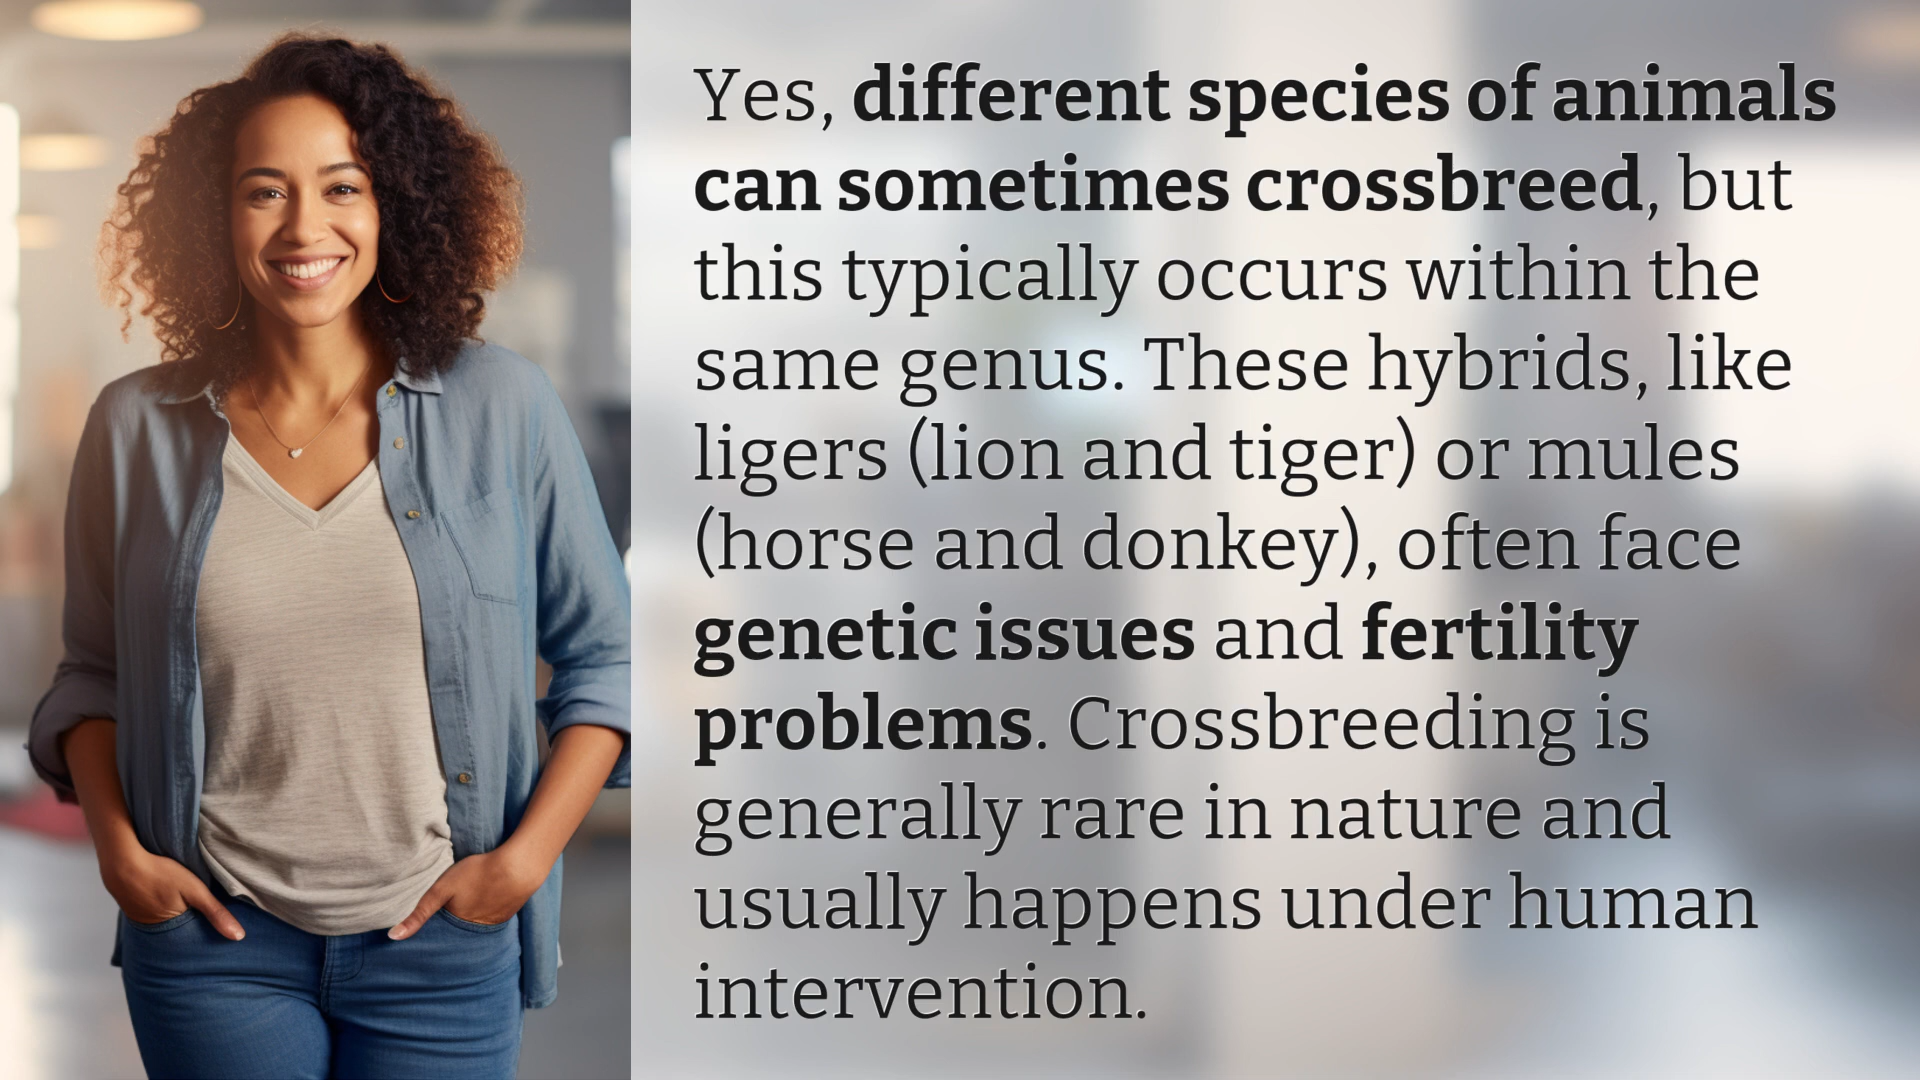 Yes, different species of animals
can sometimes crossbreed, but
this typically occurs within the
same genus. These hybrids, like
ligers (lion and tiger) or mules
(horse and donkey), often face
genetic issues and fertility
problems. Crossbreeding is
generally rare in nature and
usually happens under human
intervention.